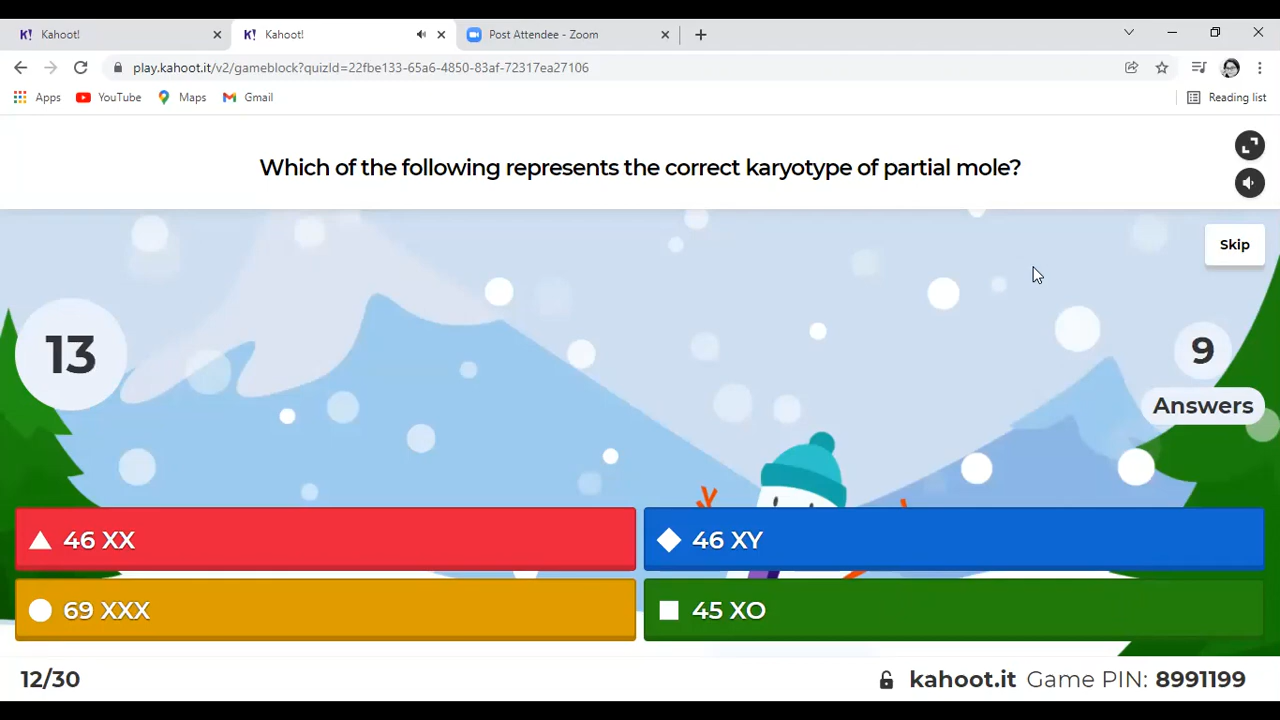 K! Kahoot!
K! Kahoot!
Post Attendee - Zoom
play.kahoot.it/v2/gameblock?quizId=22fbe133-65a6-4850-83af-72317ea27106
Apps
YouTube
Maps
Gmail
Reading list
Which of the following represents the correct karyotype of partial mole?
Skip
13
9
Answers
46 XX
46 XY
69 XXX
45 XO
12/30
kahoot.it Game PIN: 8991199